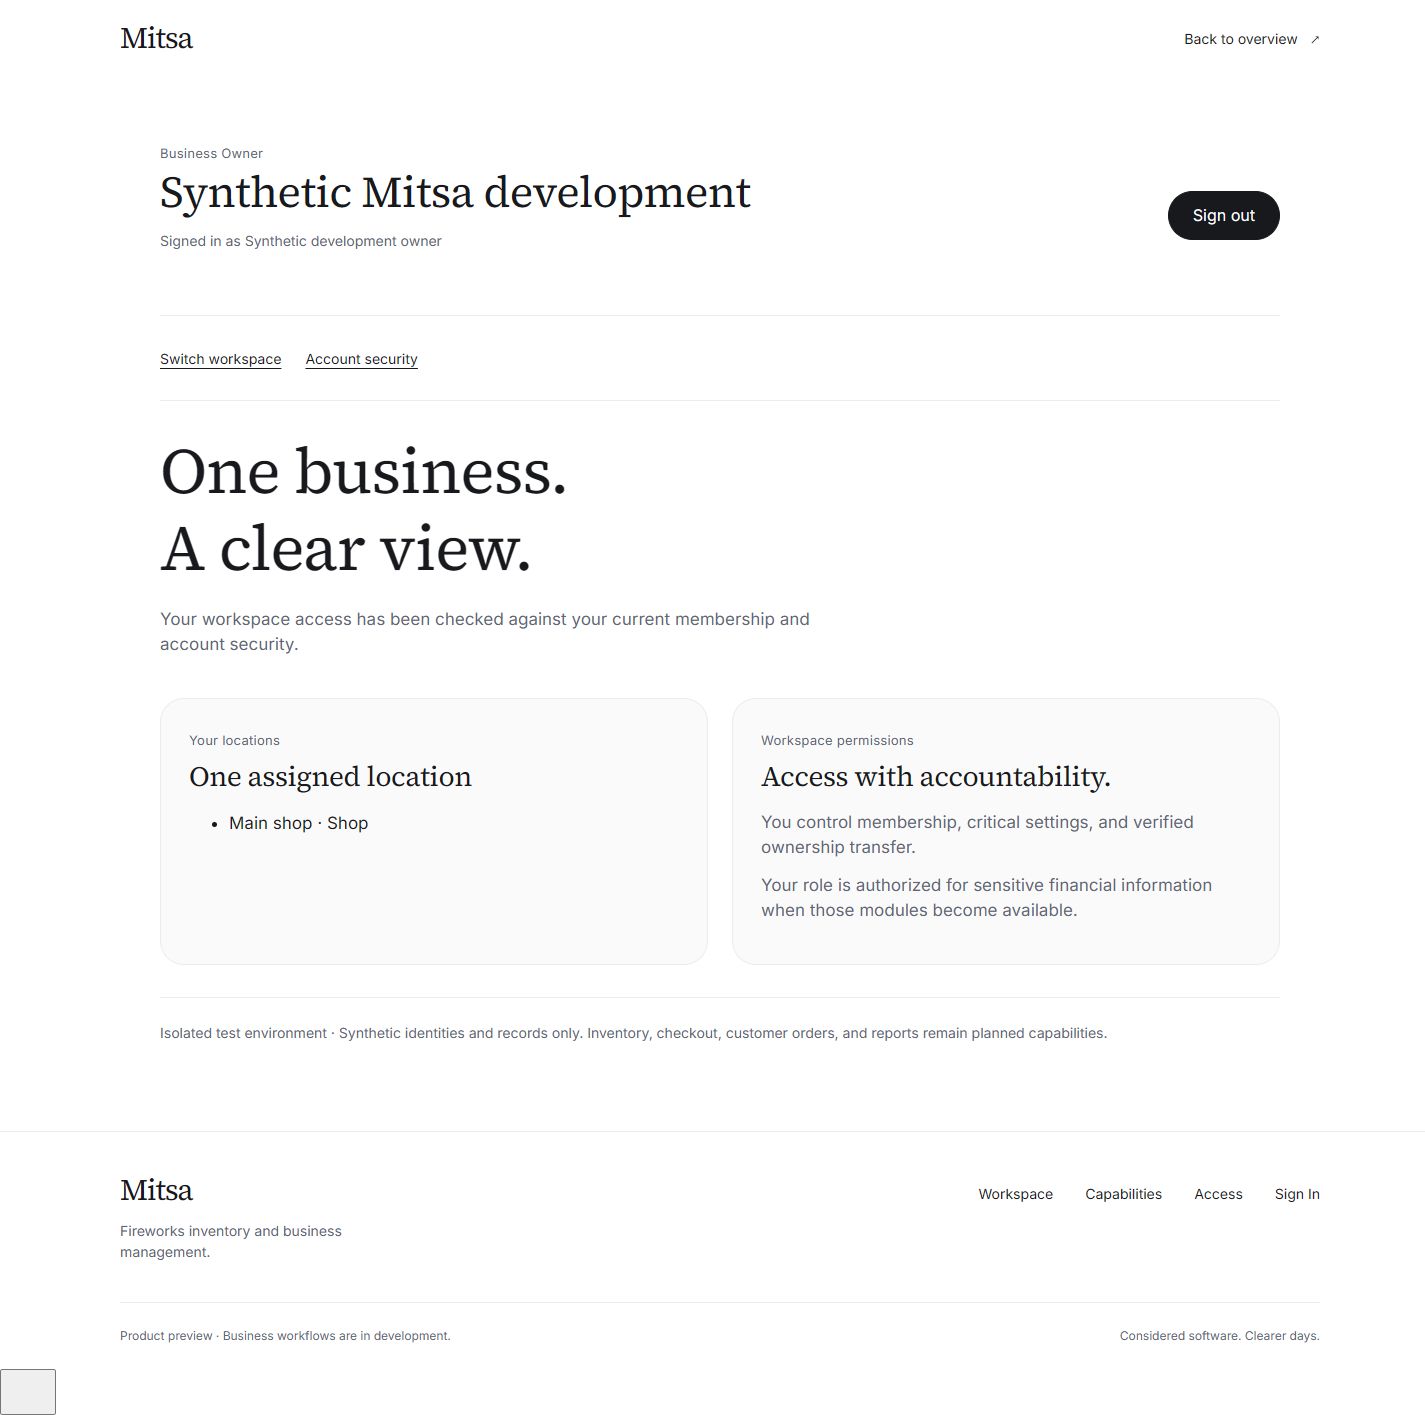 Mitsa
Back to overview ↗
Business Owner
Synthetic Mitsa development
Signed in as Synthetic development owner
Sign out
Switch workspace
Account security
One business.
A clear view.
Your workspace access has been checked against your current membership and
account security.
Your locations
One assigned location
• Main shop · Shop
Workspace permissions
Access with accountability.
You control membership, critical settings, and verified
ownership transfer.
Your role is authorized for sensitive financial information
when those modules become available.
Isolated test environment · Synthetic identities and records only. Inventory, checkout, customer orders, and reports remain planned capabilities.
Mitsa
Fireworks inventory and business
management.
Workspace
Capabilities
Access
Sign In
Product preview · Business workflows are in development.
Considered software. Clearer days.